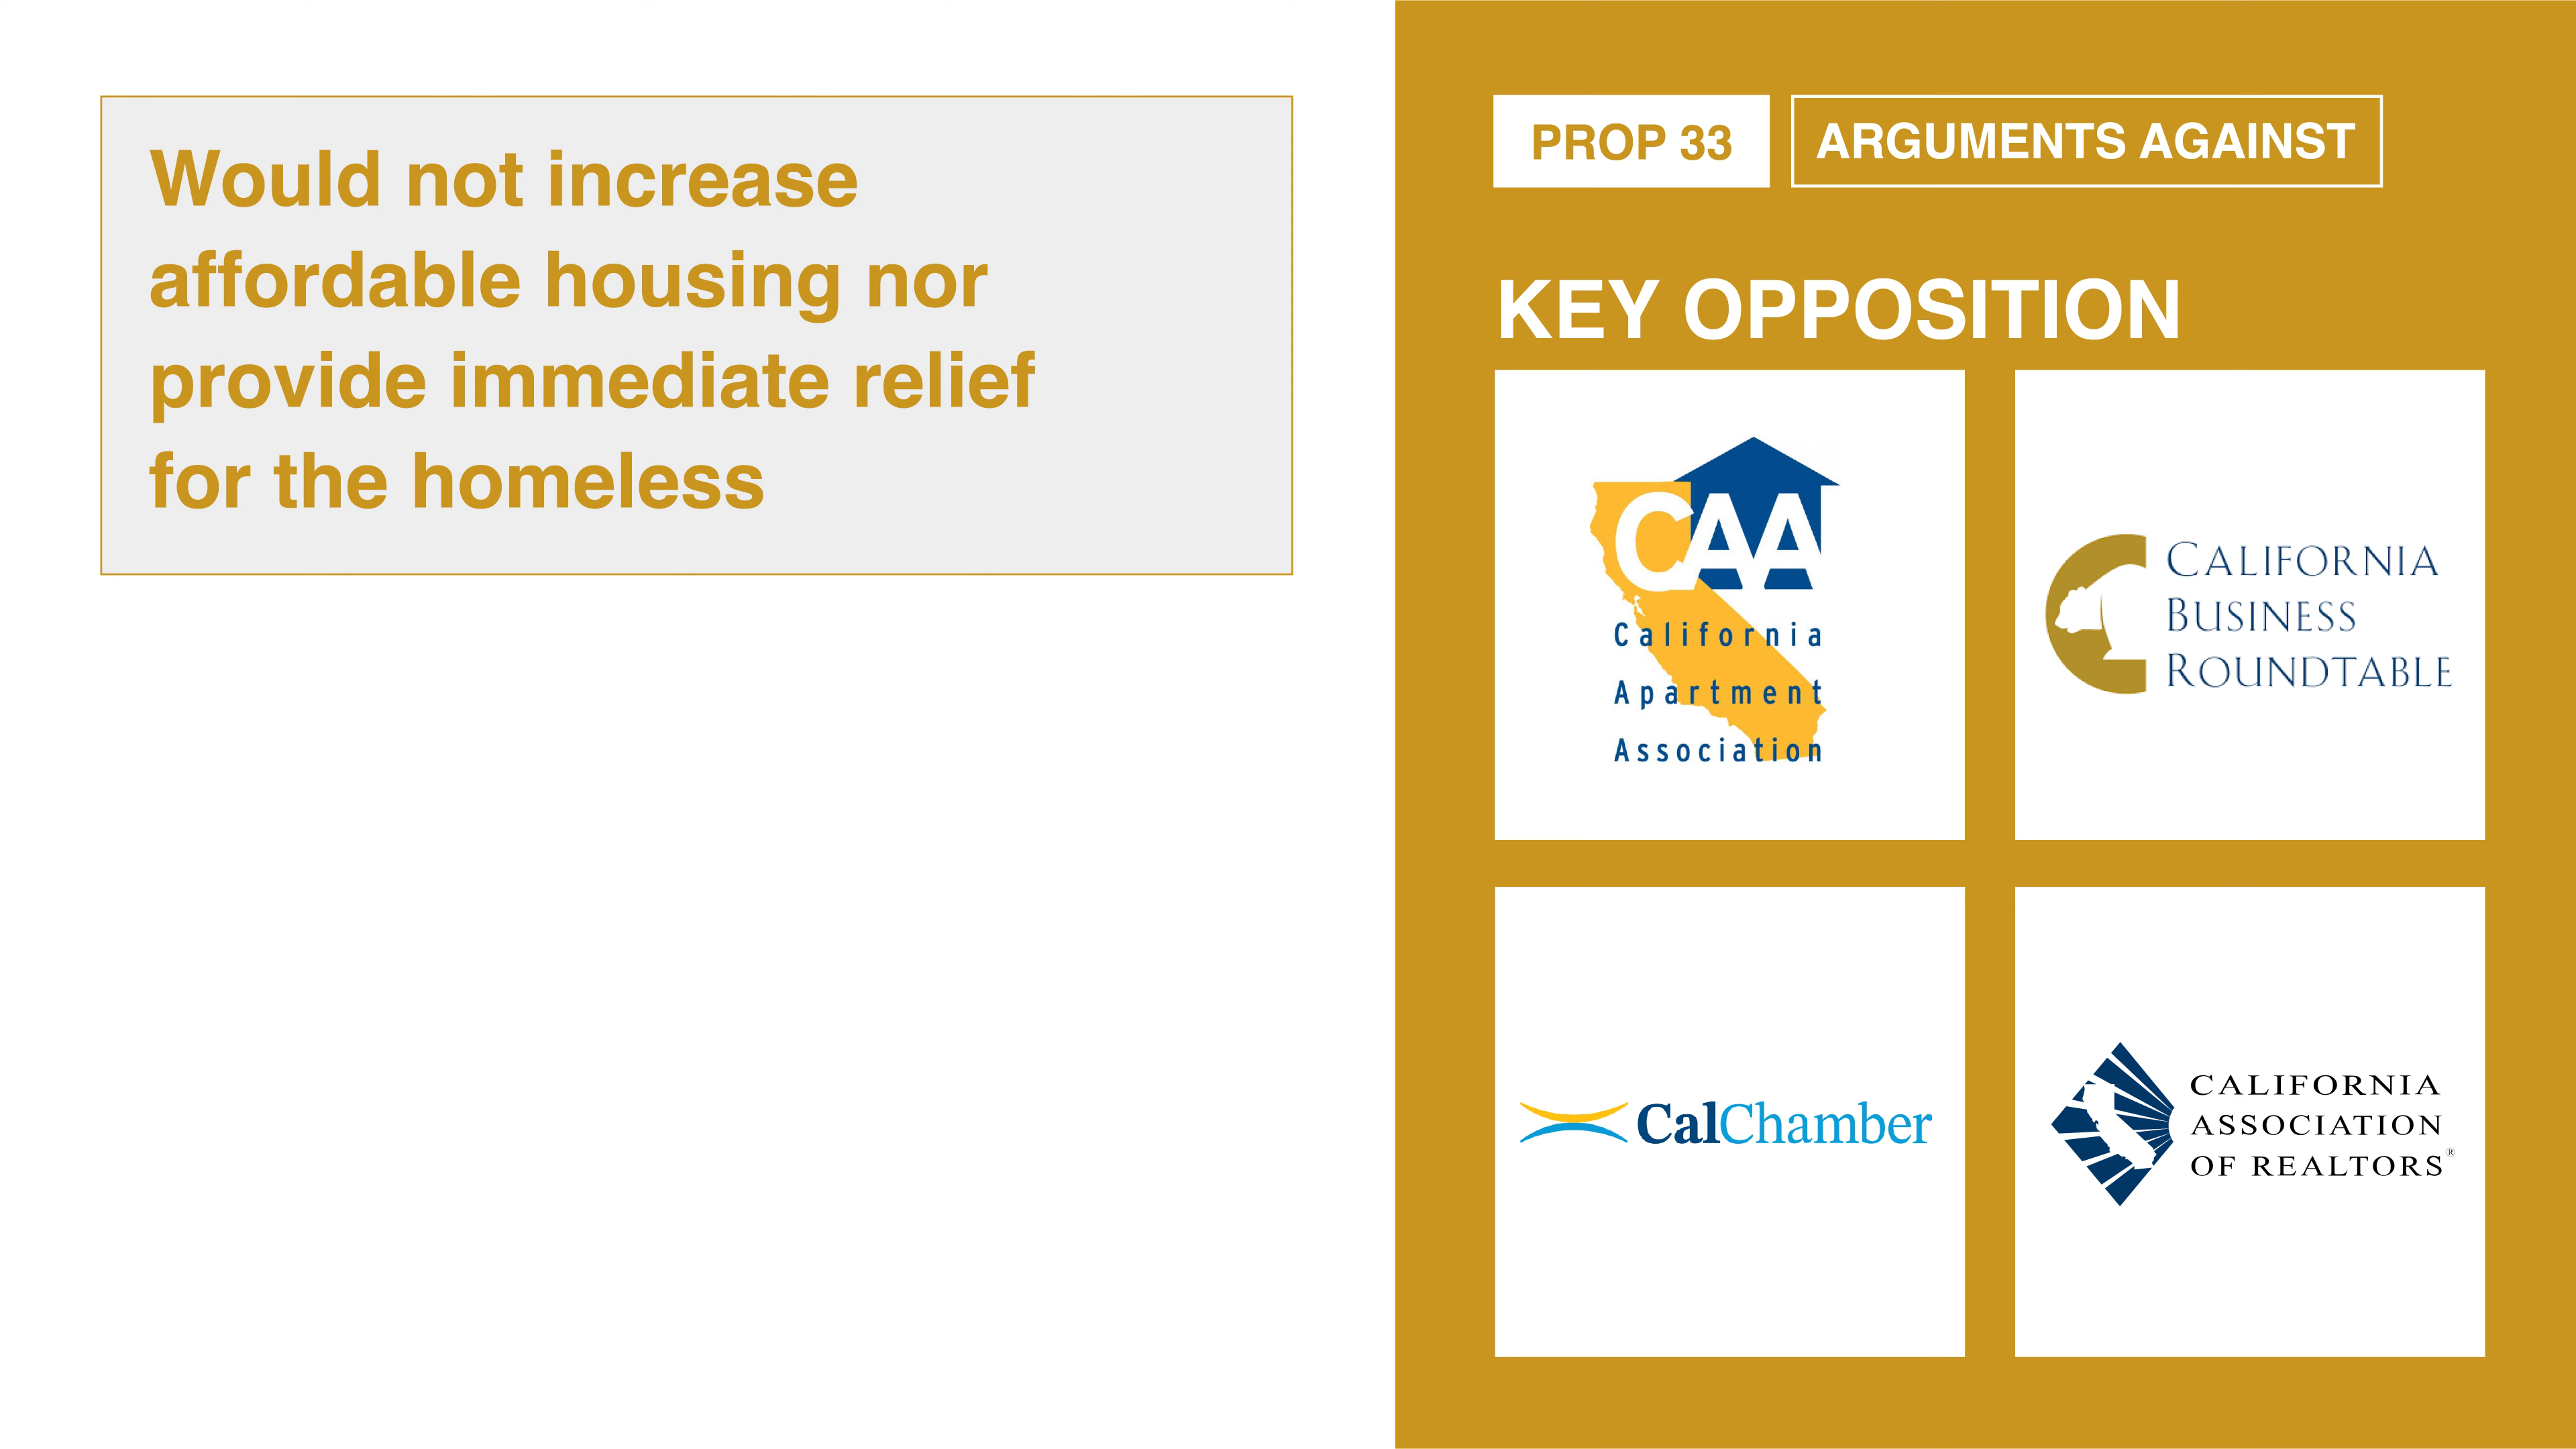 Would not increase
affordable housing nor
provide immediate relief
for the homeless
PROP 33
ARGUMENTS AGAINST
KEY OPPOSITION
CAA
California
Apartment
Association
CALIFORNIA
BUSINESS
ROUNDTABLE
CalChamber
CALIFORNIA
ASSOCIATION
OF REALTORS®